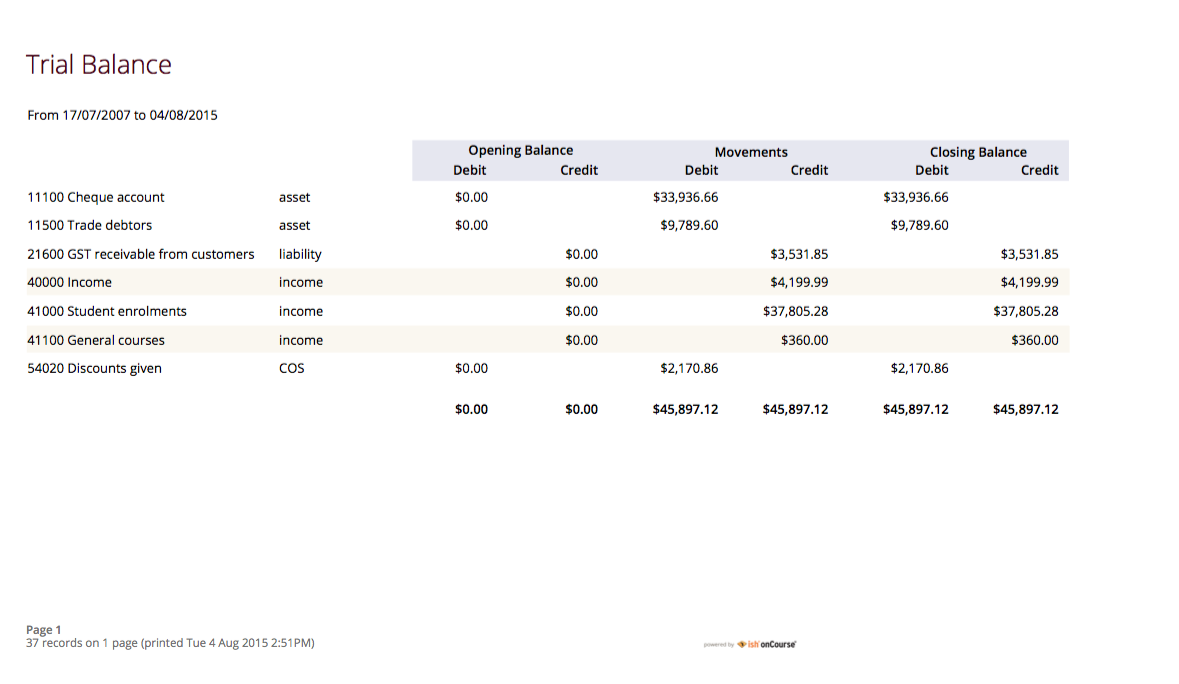 Trial Balance
From 17/07/2007 to 04/08/2015
Opening Balance Movements Closing Balance
Debit Credit Debit Credit Debit Credit
11100 Cheque account asset $0.00 $33,936.66 $33,936.66
11500 Trade debtors asset $0.00 $9,789.60 $9,789.60
21600 GST receivable from customers liability $0.00 $3,531.85 $3,531.85
40000 Income income $0.00 $4,199.99 $4,199.99
41000 Student enrolments income $0.00 $37,805.28 $37,805.28
41100 General courses income $0.00 $360.00 $360.00
54020 Discounts given COS $0.00 $2,170.86 $2,170.86
$0.00 $0.00 $45,897.12 $45,897.12 $45,897.12 $45,897.12
Page 1
37 records on 1 page (printed Tue 4 Aug 2015 2:51PM)
powered by ish onCourse